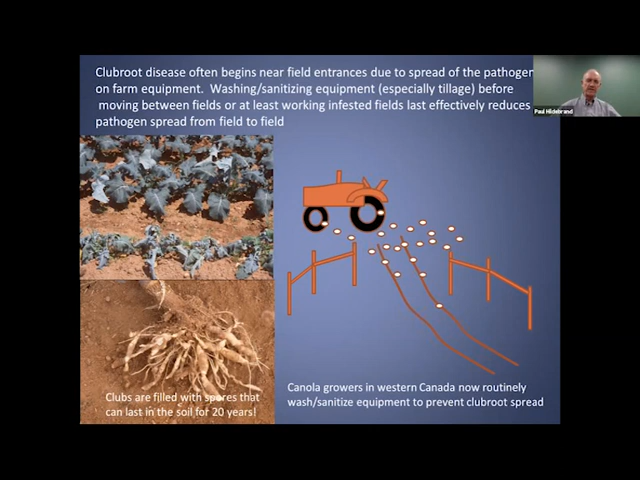 Clubroot disease often begins near field entrances due to spread of the pathogen
on farm equipment. Washing/sanitizing equipment (especially tillage) before
moving between fields or at least working infested fields last effectively reduces
pathogen spread from field to field
Paul Hildebrand
Clubs are filled with spores that
can last in the soil for 20 years!
Canola growers in western Canada now routinely
wash/sanitize equipment to prevent clubroot spread